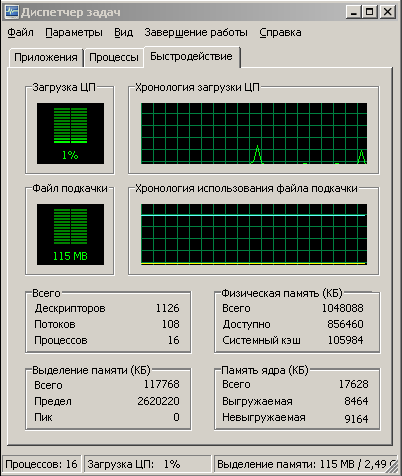 Диспетчер задач
Файл Параметры Вид Завершение работы Справка
Приложения Процессы Быстродействие
Загрузка ЦП Хронология загрузки ЦП
1%
Файл подкачки Хронология использования файла подкачки
115 MB
Всего Физическая память (КБ)
Дескрипторов 1126 Всего 1048088
Потоков 108 Доступно 856460
Процессов 16 Системный кэш 105984
Выделение памяти (КБ) Память ядра (КБ)
Всего 117768 Всего 17628
Предел 2620220 Выгружаемая 8464
Пик 0 Невыгружаемая 9164
Процессов: 16 Загрузка ЦП: 1% Выделение памяти: 115 MB / 2,49